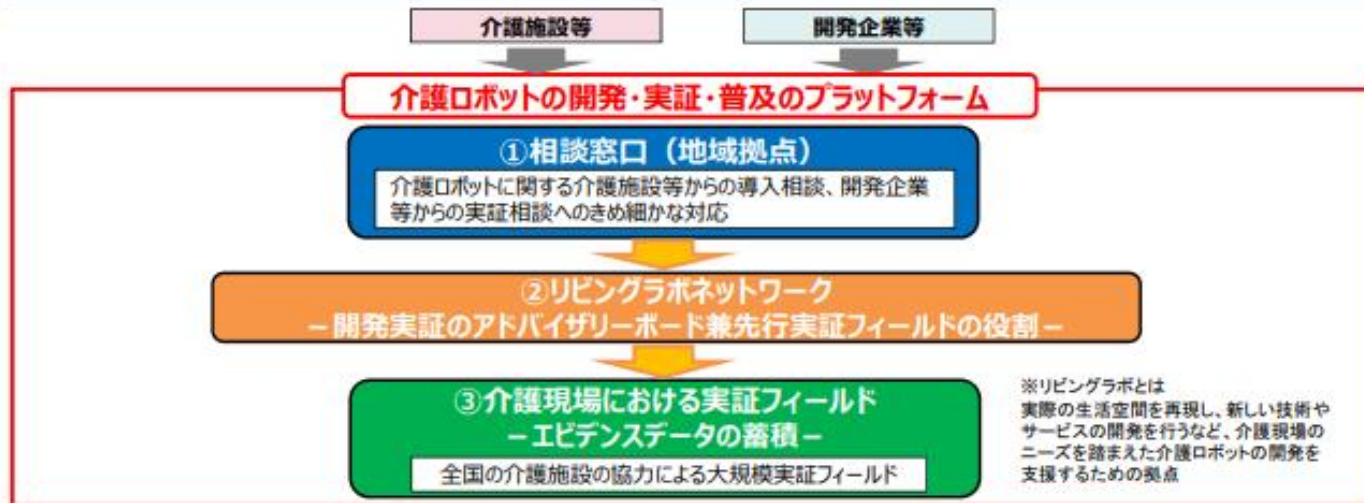 介護施設等
開発企業等
介護ロボットの開発・実証・普及のプラットフォーム
①相談窓口（地域拠点）
介護ロボットに関する介護施設等からの導入相談、開発企業
等からの実証相談へのきめ細かな対応
②リビングラボネットワーク
－開発実証のアドバイザリーボード兼先行実証フィールドの役割－
③介護現場における実証フィールド
－エビデンスデータの蓄積－
全国の介護施設の協力による大規模実証フィールド
※リビングラボとは
実際の生活空間を再現し、新しい技術や
サービスの開発を行うなど、介護現場の
ニーズを踏まえた介護ロボットの開発を
支援するための拠点